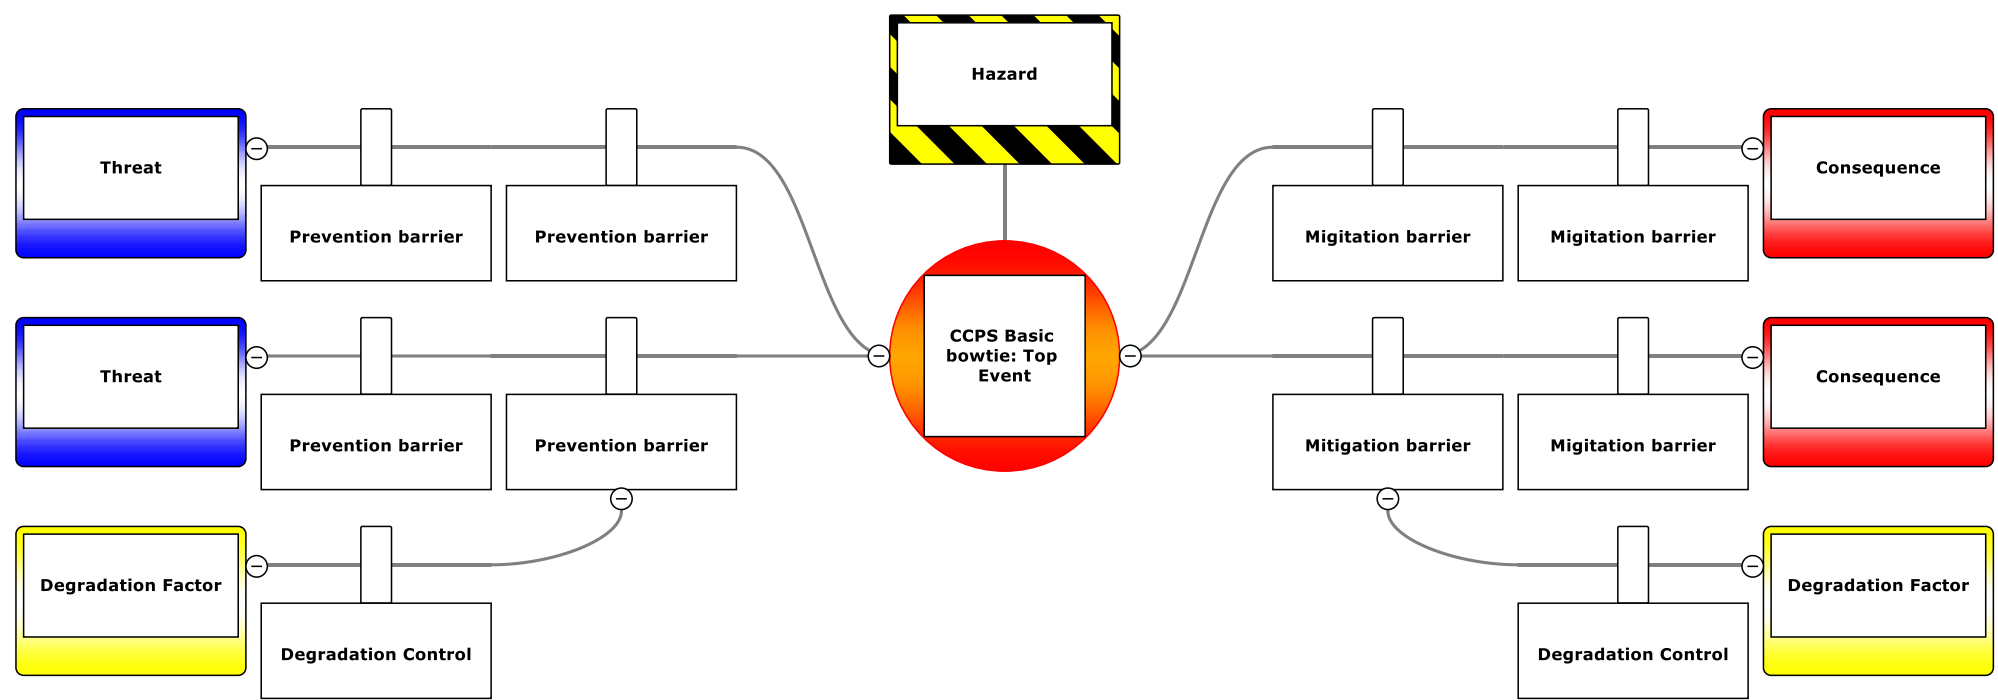 Hazard
Threat
Prevention barrier
Prevention barrier
Migitation barrier
Migitation barrier
Consequence
CCPS Basic
bowtie: Top
Event
Threat
Prevention barrier
Prevention barrier
Mitigation barrier
Migitation barrier
Consequence
Degradation Factor
Degradation Control
Degradation Control
Degradation Factor